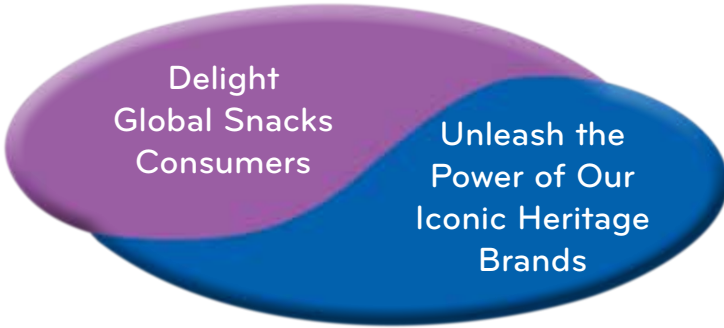 Delight
Global Snacks
Consumers
Unleash the
Power of Our
Iconic Heritage
Brands